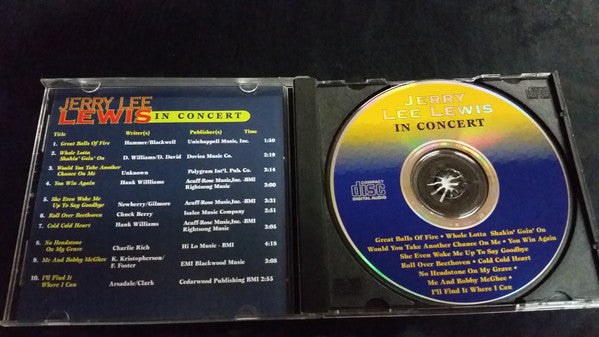 JERRY LEE
LEWIS IN CONCERT
Title Writer(s) Publisher(s) Time
1. Great Balls Of Fire Hammer/Blackwell Unichappell Music, Inc. 1:50
2. Whole Lotta
Shakin' Goin' On D. Williams/D. David Dovico Music Co. 2:19
3. Would You Take Another
Chance On Me Unknown Polygram Int'l. Pub. Co. 3:14
4. You Win Again Hank Williams Acuff-Rose Music,Inc. -BMI
Rightsong Music 3:00
5. She Even Woke Me
Up To Say Goodbye Newberry/Gilmore Acuff-Rose Music,Inc. -BMI 2:31
6. Roll Over Beethoven Chuck Berry Isalee Music Company 2:51
7. Cold Cold Heart Hank Williams Acuff-Rose Music,Inc. -BMI
Rightsong Music 3:05
8. No Headstone
On My Grave Charlie Rich Hi Lo Music - BMI 4:15
9. Me And Bobby McGhee K. Kristopherson/
F. Foster EMI Blackwood Music 3:05
10. I'll Find It
Where I Can Arsadale/Clark Cedarwood Publishing BMI 2:55
JERRY
LEE LEWIS
IN CONCERT
COMPACT
disc
DIGITAL AUDIO
Great Balls Of Fire • Whole Lotta Shakin' Goin' On
Would You Take Another Chance On Me • You Win Again
She Even Woke Me Up To Say Goodbye
Roll Over Beethoven • Cold Cold Heart
No Headstone On My Grave •
Me And Bobby McGhee •
I'll Find It Where I Can